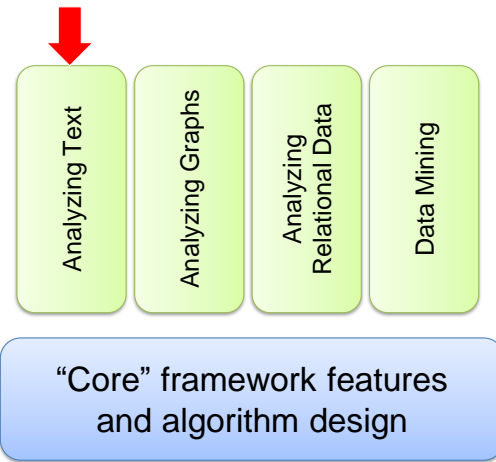 Analyzing Text
Analyzing Graphs
Analyzing
Relational Data
Data Mining
“Core” framework features
and algorithm design